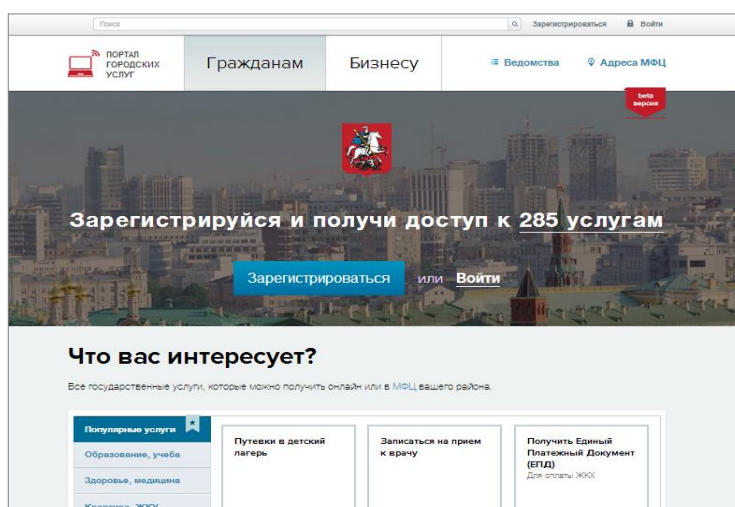 Поиск
Зарегистрироваться
Войти
ПОРТАЛ
ГОРОДСКИХ
УСЛУГ
Гражданам
Бизнесу
Ведомства
Адреса МФЦ
beta
версия
Зарегистрируйся и получи доступ к 285 услугам
Зарегистрироваться или Войти
Что вас интересует?
Все государственные услуги, которые можно получить онлайн или в МФЦ вашего района.
Популярные услуги
Образование, учеба
Здоровье, медицина
Квартира, ЖКУ
Путевки в детский
лагерь
Записаться на прием
к врачу
Получить Единый
Платежный Документ
(ЕПД)
Для оплаты ЖКХ